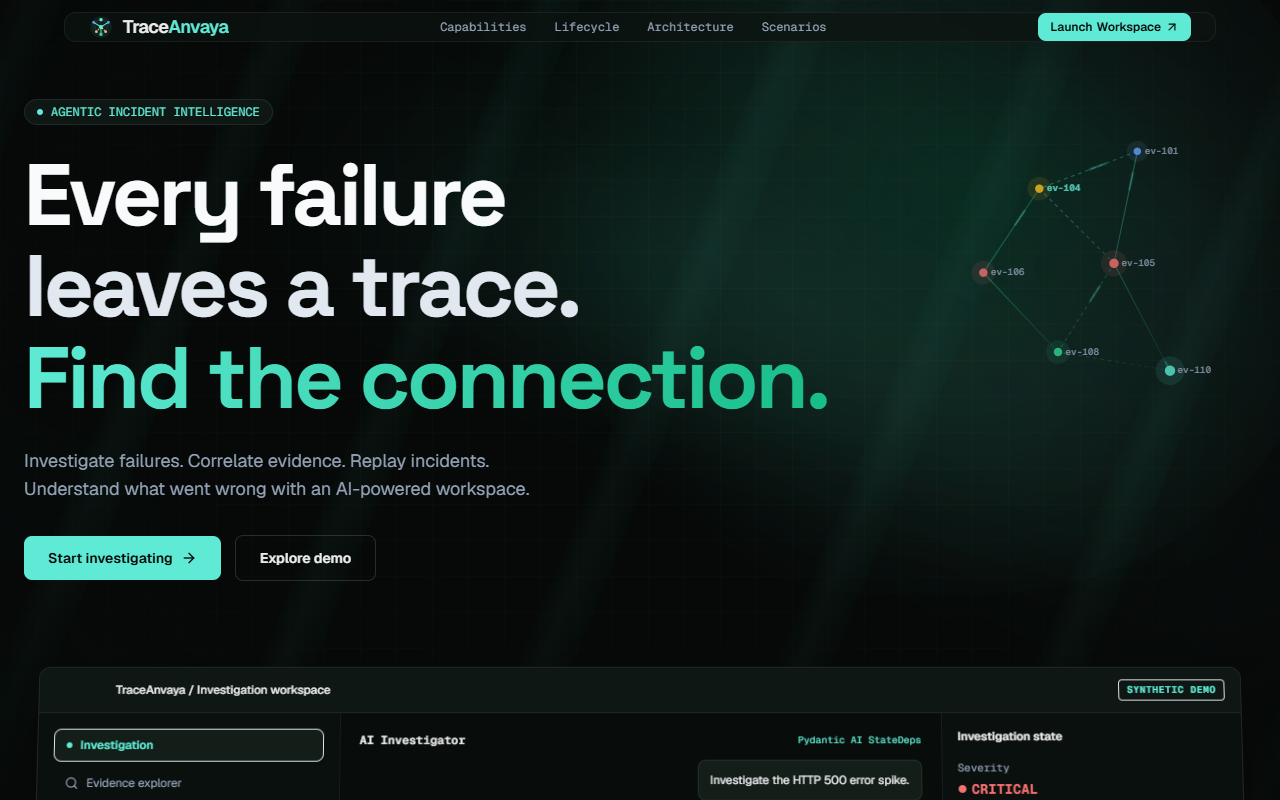 TraceAnvaya
Capabilities Lifecycle Architecture Scenarios
Launch Workspace
AGENTIC INCIDENT INTELLIGENCE
Every failure
leaves a trace.
Find the connection.
ev-101
ev-104
ev-105
ev-106
ev-108
ev-110
Investigate failures. Correlate evidence. Replay incidents.
Understand what went wrong with an AI-powered workspace.
Start investigating
Explore demo
TraceAnvaya / Investigation workspace
SYNTHETIC DEMO
Investigation
Evidence explorer
AI Investigator
Pydantic AI StateDeps
Investigate the HTTP 500 error spike.
Investigation state
Severity
CRITICAL